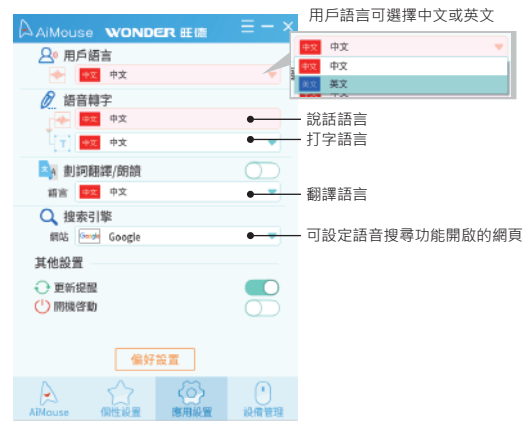 用戶語言可選擇中文或英文
AiMouse WONDER 旺德
用戶語言
中文 中文
中文 中文
中文 中文
英文 英文
語音轉字
中文 中文
說話語言
T 中文 中文
打字語言
劃詞翻譯/朗讀
語言 中文 中文
翻譯語言
搜索引擎
網站 Google Google
可設定語音搜尋功能開啟的網頁
其他設置
更新提醒
開機啓動
偏好設置
AiMouse 個性設置 應用設置 設備管理